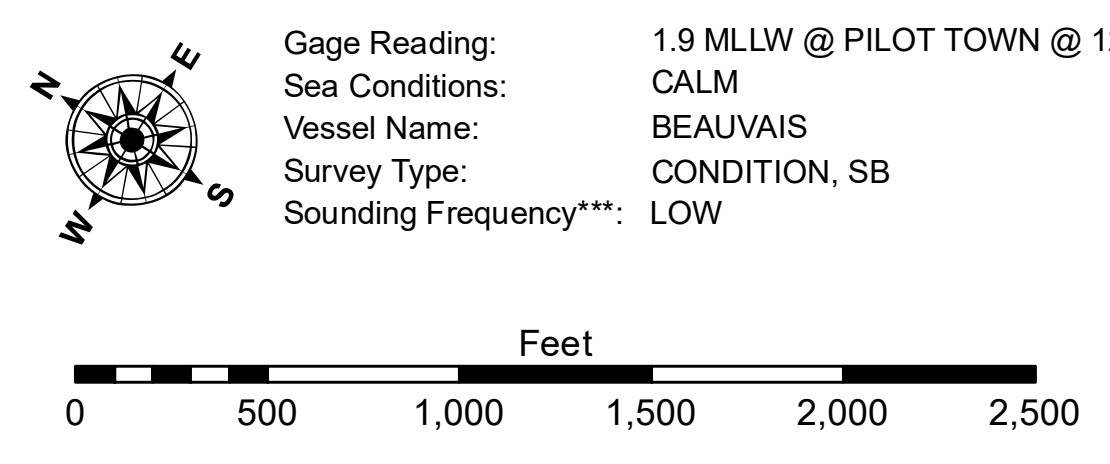 N
E
S
W
Gage Reading: 1.9 MLLW @ PILOT TOWN @ 12
Sea Conditions: CALM
Vessel Name: BEAUVAIS
Survey Type: CONDITION, SB
Sounding Frequency***: LOW
Feet
0 500 1,000 1,500 2,000 2,500